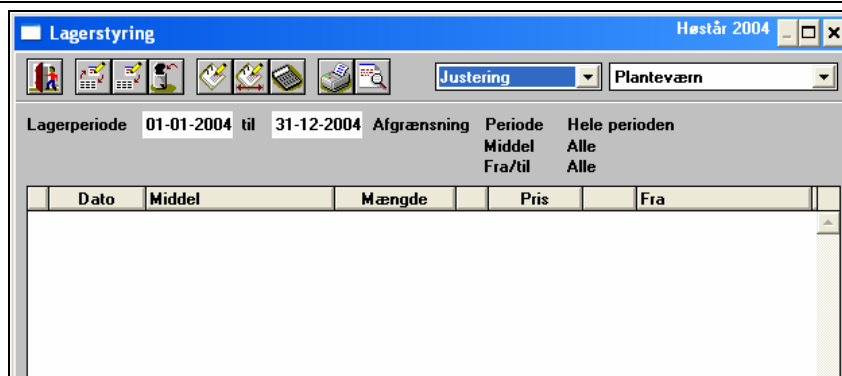 Lagerstyring Høstår 2004
Justering Planteværn
Lagerperiode 01-01-2004 til 31-12-2004 Afgrænsning Periode Hele perioden
Middel Alle
Fra/til Alle
Dato Middel Mængde Pris Fra